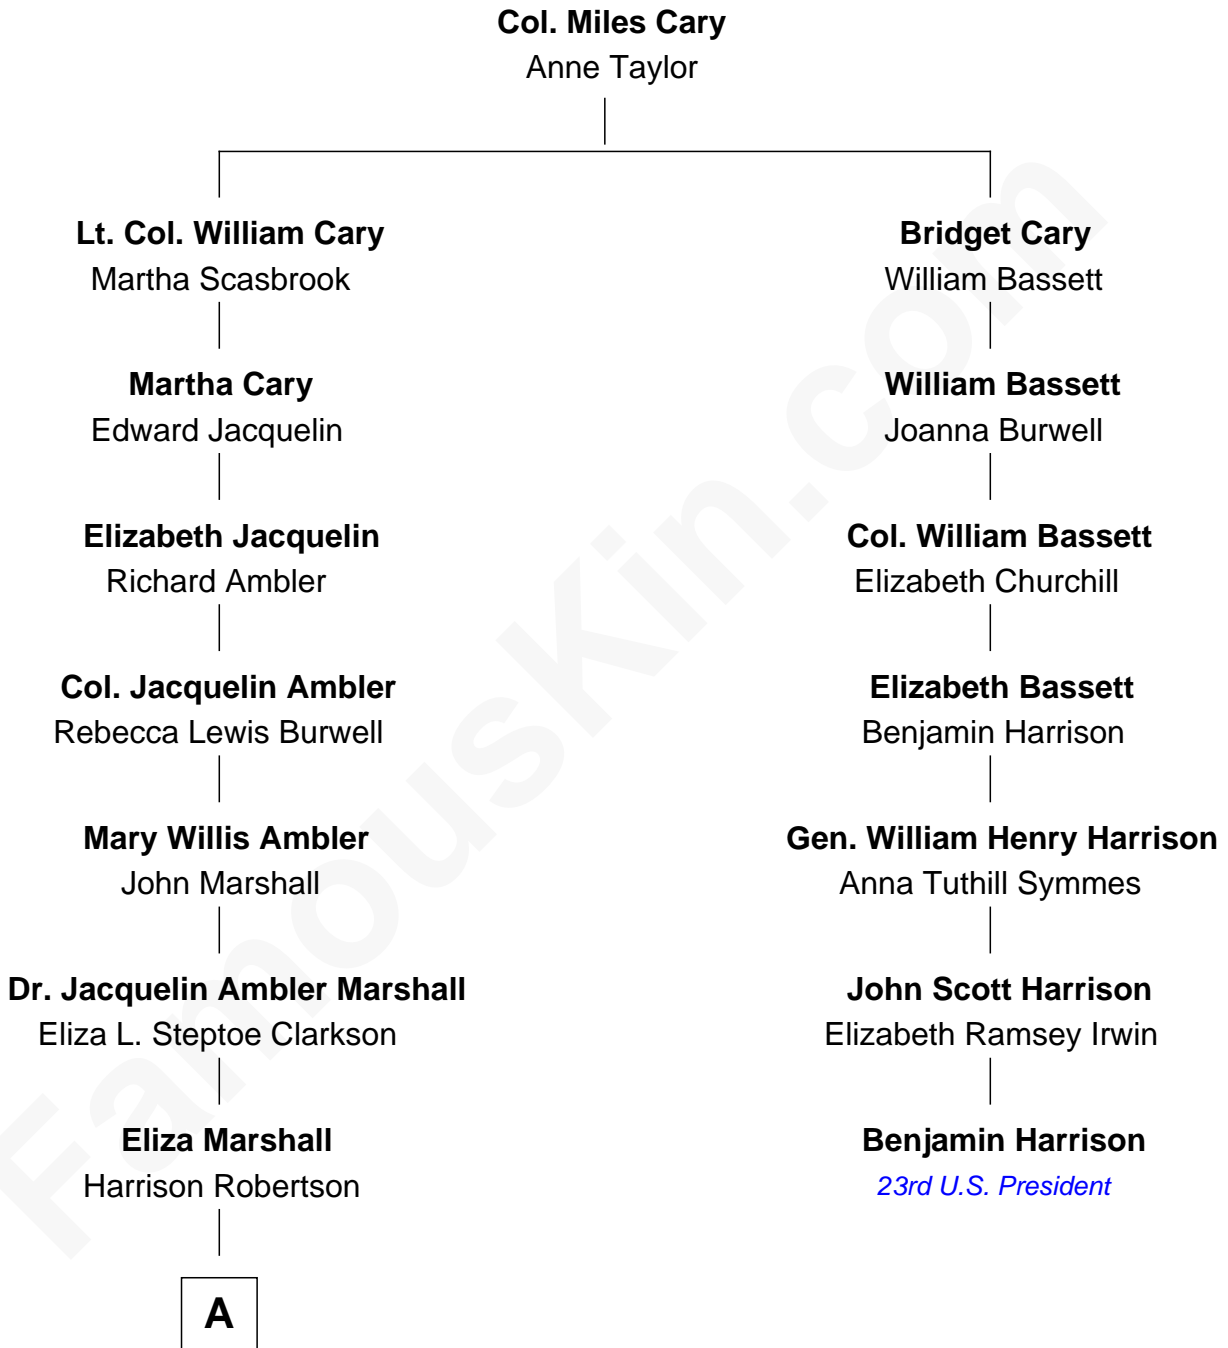 Col. Miles Cary
Anne Taylor
Lt. Col. William Cary
Martha Scasbrook
Bridget Cary
William Bassett
Martha Cary
Edward Jacquelin
William Bassett
Joanna Burwell
Elizabeth Jacquelin
Richard Ambler
Col. William Bassett
Elizabeth Churchill
Col. Jacquelin Ambler
Rebecca Lewis Burwell
Elizabeth Bassett
Benjamin Harrison
Mary Willis Ambler
John Marshall
Gen. William Henry Harrison
Anna Tuthill Symmes
Dr. Jacquelin Ambler Marshall
Eliza L. Steptoe Clarkson
John Scott Harrison
Elizabeth Ramsey Irwin
Eliza Marshall
Harrison Robertson
Benjamin Harrison
23rd U.S. President
A
FamousKin.com